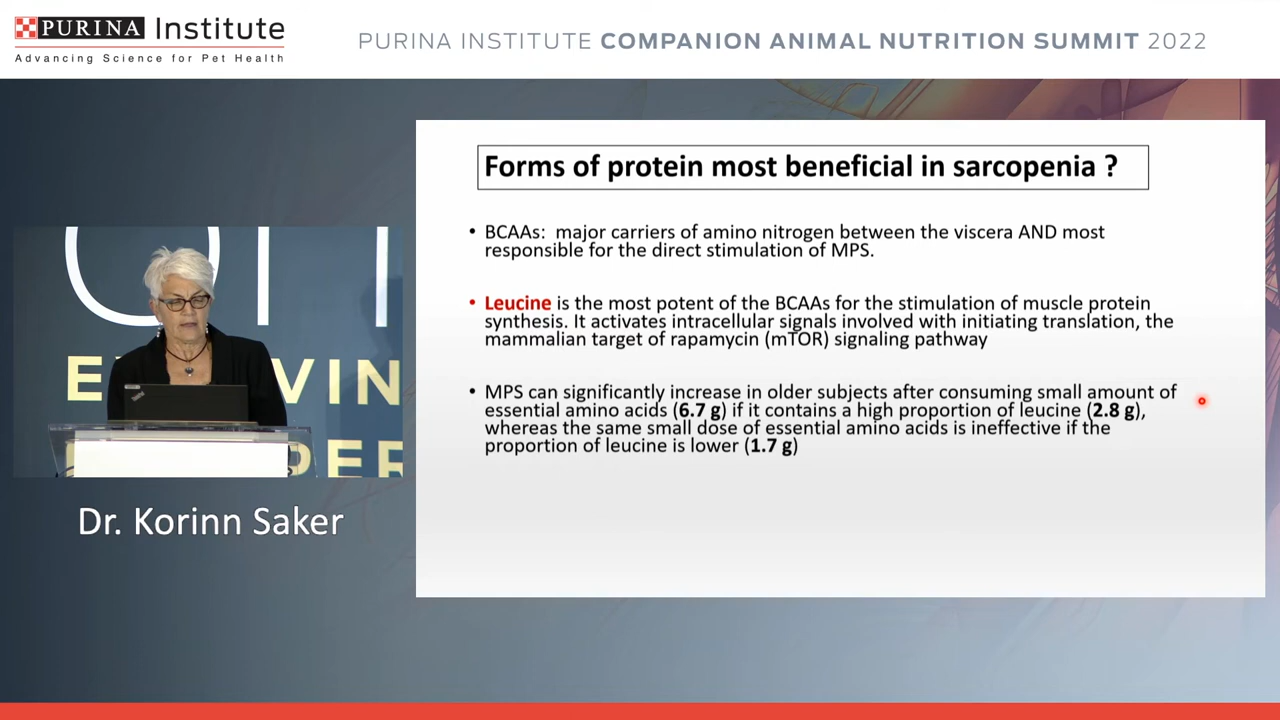 PURINA Institute
Advancing Science for Pet Health
PURINA INSTITUTE COMPANION ANIMAL NUTRITION SUMMIT 2022
Forms of protein most beneficial in sarcopenia ?
• BCAAs: major carriers of amino nitrogen between the viscera AND most
responsible for the direct stimulation of MPS.
• Leucine is the most potent of the BCAAs for the stimulation of muscle protein
synthesis. It activates intracellular signals involved with initiating translation, the
mammalian target of rapamycin (mTOR) signaling pathway
• MPS can significantly increase in older subjects after consuming small amount of
essential amino acids (6.7 g) if it contains a high proportion of leucine (2.8 g),
whereas the same small dose of essential amino acids is ineffective if the
proportion of leucine is lower (1.7 g)
Dr. Korinn Saker